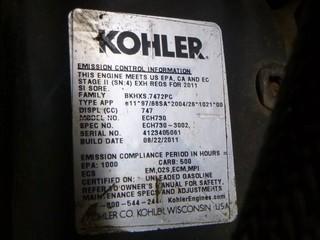 KOHLER
EMISSION CONTROL INFORMATION
THIS ENGINE MEETS US EPA, CA AND EC
STAGE II (SN:4) EXH REGS FOR 2011
SI SORE.
FAMILY BKHXS.7472PC
TYPE APP e11*97/68SA*2004/26*1021*00
DISPL (CC) 747
MODEL NO. ECH730
SPEC NO. ECH730-3002
SERIAL NO. 4123405061
BUILD DATE 08/22/2011
EMISSION COMPLIANCE PERIOD IN HOURS
EPA: 1000 CARB: 500
ECS EM,O2S,ECM,MPI
CERTIFIED ON: UNLEADED GASOLINE
REFER TO OWNER'S MANUAL FOR SAFETY,
MAINTENANCE SPECS AND ADJUSTMENTS
800-544-24 KohlerEngines.com
KOHLER CO. KOHLER, WISCONSIN USA